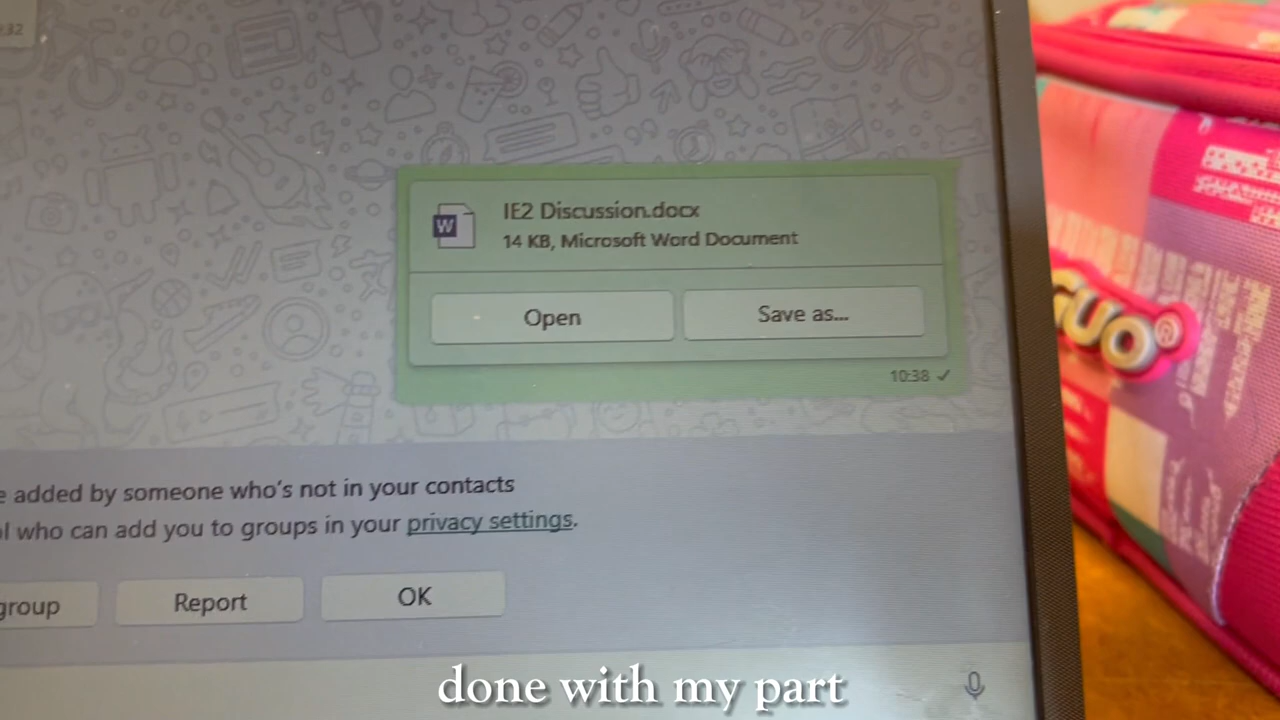 :32
IE2 Discussion.docx
14 KB, Microsoft Word Document
Open
Save as...
10:38
added by someone who's not in your contacts
who can add you to groups in your privacy settings.
group
Report
OK
GUO®
done with my part